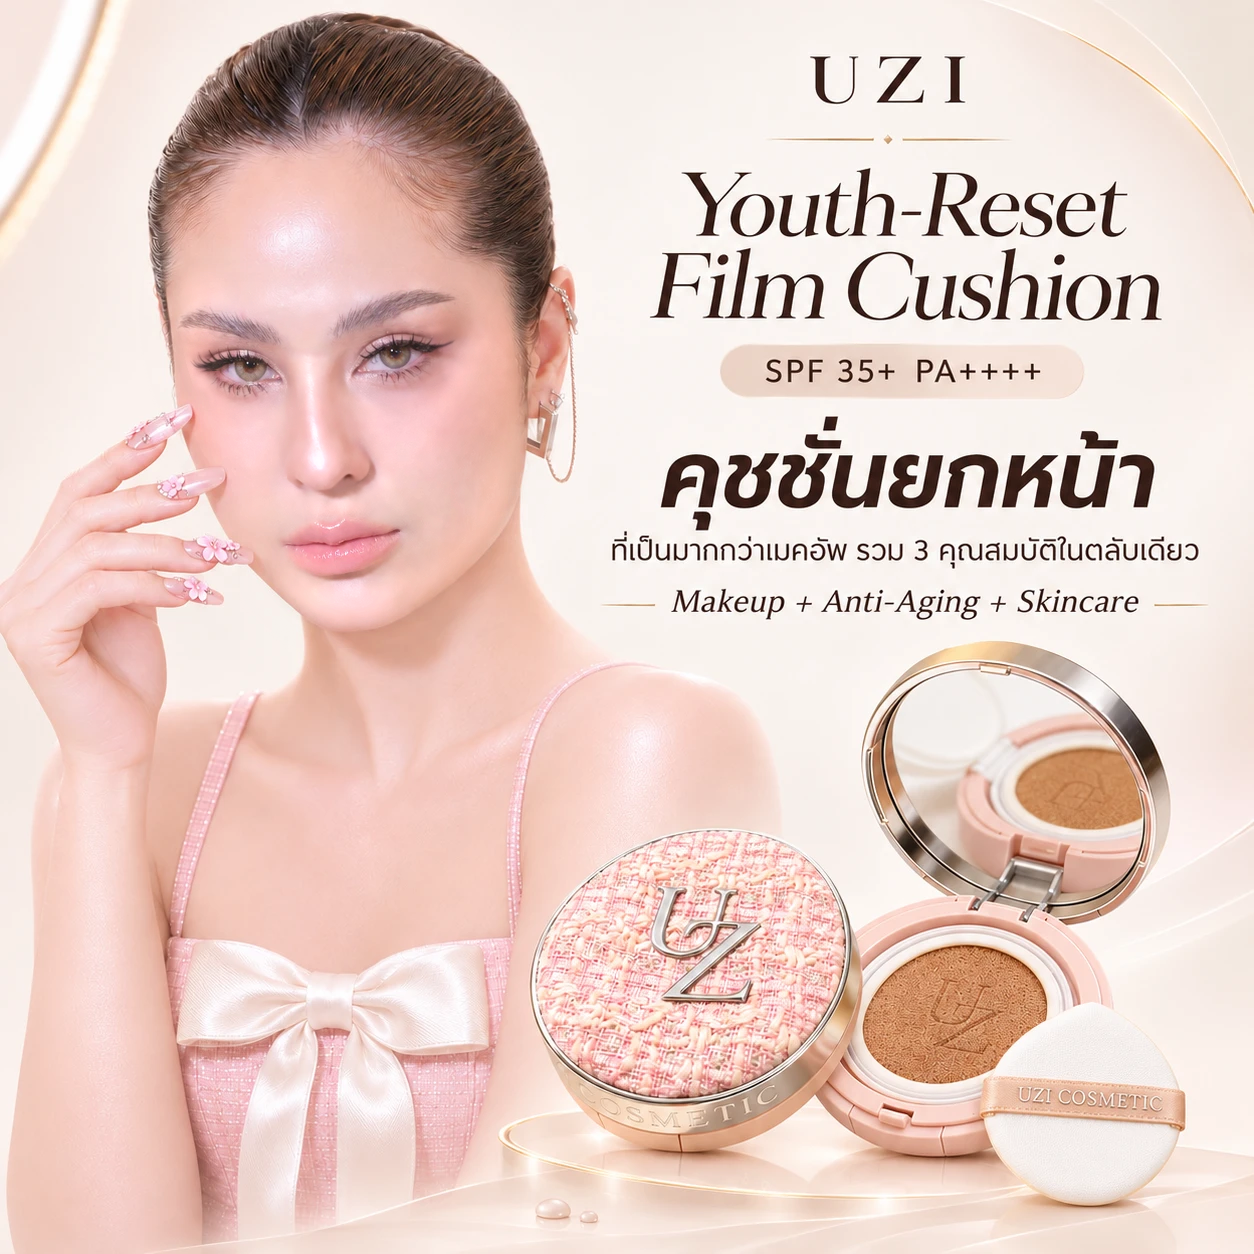 UZI
Youth-Reset
Film Cushion
SPF 35+ PA++++
คุชชั่นยกหน้า
ที่เป็นมากกว่าเมคอัพ รวม 3 คุณสมบัติในตลับเดียว
Makeup + Anti-Aging + Skincare
UZ
COSMETIC
UZ
UZI COSMETIC